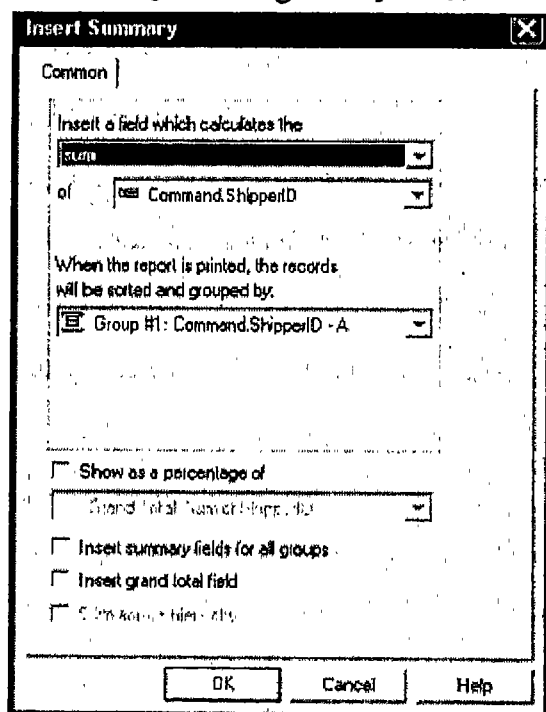 Insert Summary
Common
Insert a field which calculates the
sum
of
Command.ShipperID
When the report is printed, the records
will be sorted and grouped by:
Group #1: Command.ShipperID - A
Show as a percentage of
Insert summary fields for all groups
Insert grand total field
OK
Cancel
Help